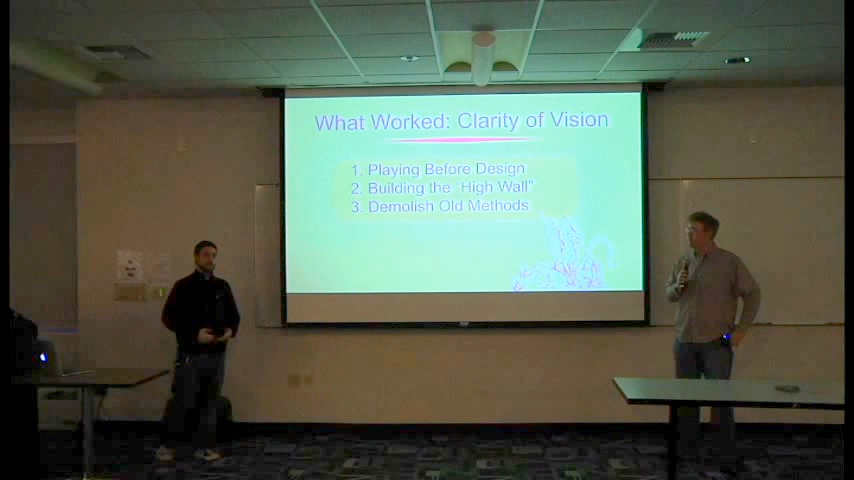 What Worked: Clarity of Vision
1. Playing Before Design
2. Building the "High Wall"
3. Demolish Old Methods